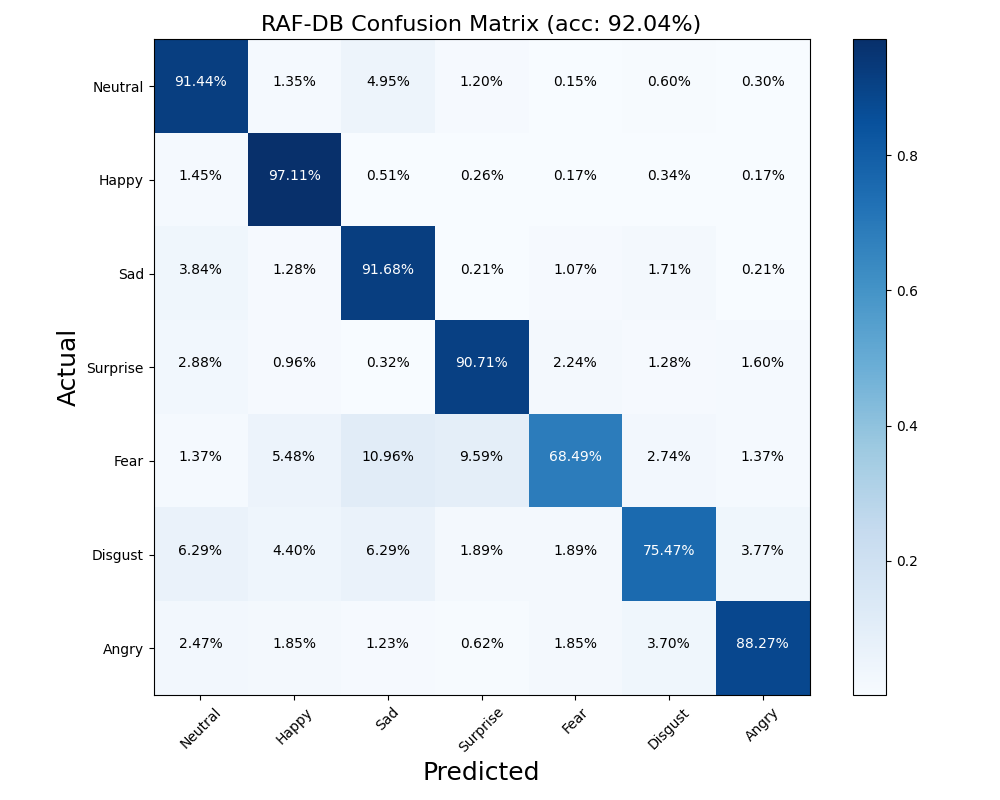 RAF-DB Confusion Matrix (acc: 92.04%)
Neutral 91.44% 1.35% 4.95% 1.20% 0.15% 0.60% 0.30%
Happy 1.45% 97.11% 0.51% 0.26% 0.17% 0.34% 0.17%
Sad 3.84% 1.28% 91.68% 0.21% 1.07% 1.71% 0.21%
Surprise 2.88% 0.96% 0.32% 90.71% 2.24% 1.28% 1.60%
Fear 1.37% 5.48% 10.96% 9.59% 68.49% 2.74% 1.37%
Disgust 6.29% 4.40% 6.29% 1.89% 1.89% 75.47% 3.77%
Angry 2.47% 1.85% 1.23% 0.62% 1.85% 3.70% 88.27%
Neutral Happy Sad Surprise Fear Disgust Angry
Predicted
Actual
0.8
0.6
0.4
0.2